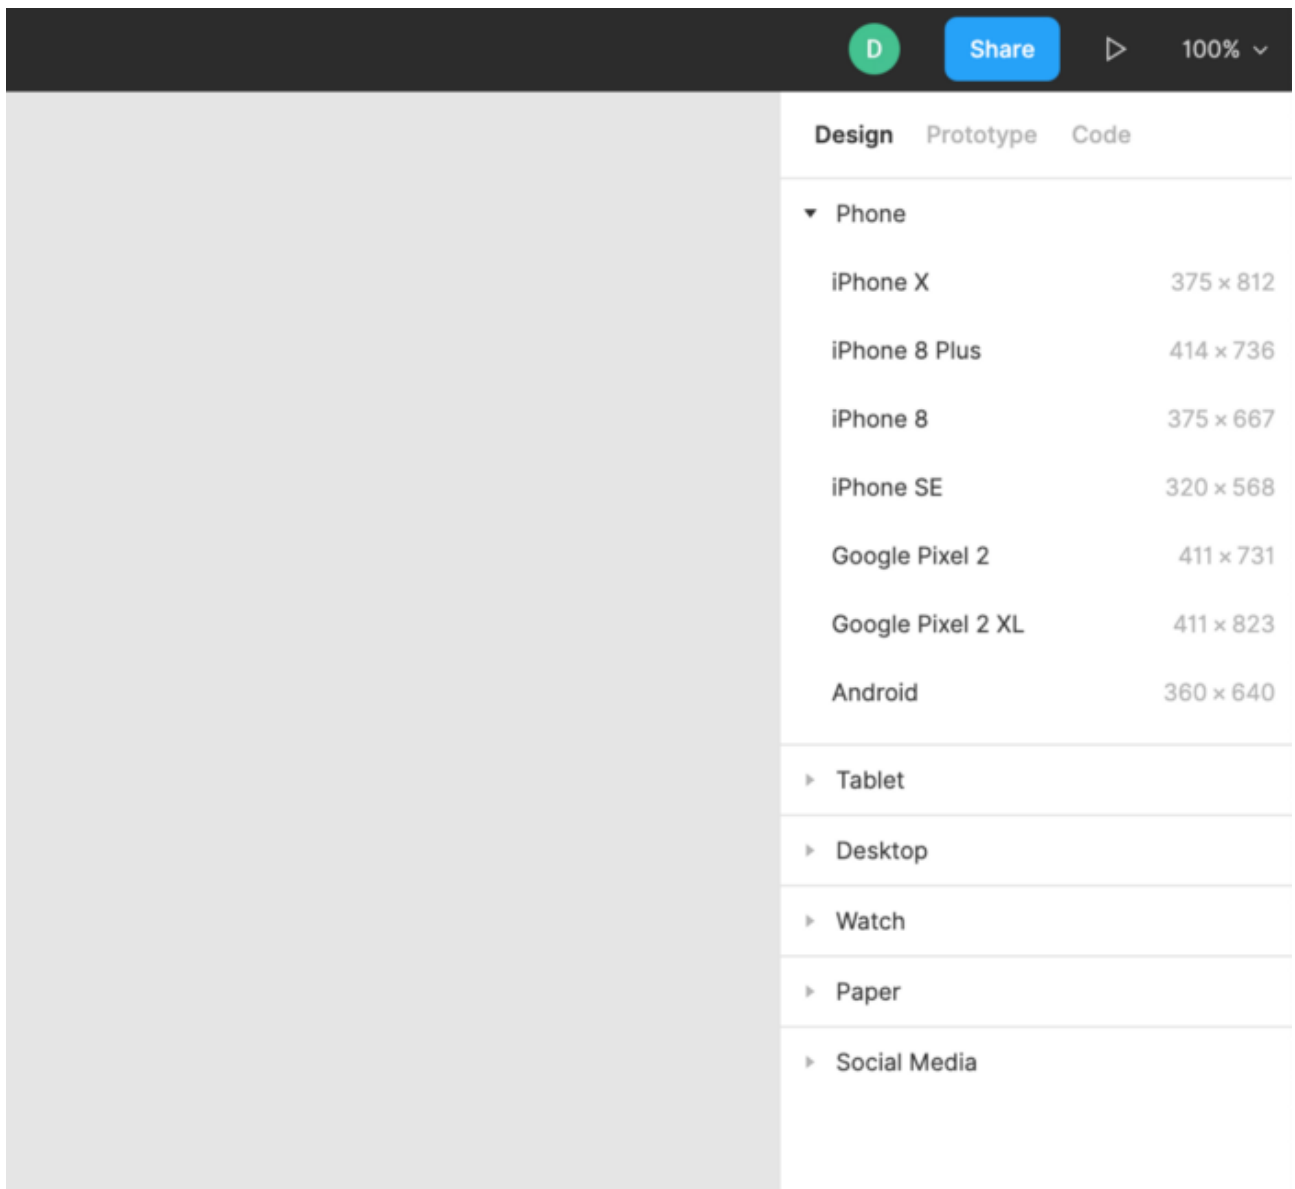 D Share 100%
Design Prototype Code
Phone
iPhone X 375 × 812
iPhone 8 Plus 414 × 736
iPhone 8 375 × 667
iPhone SE 320 × 568
Google Pixel 2 411 × 731
Google Pixel 2 XL 411 × 823
Android 360 × 640
Tablet
Desktop
Watch
Paper
Social Media